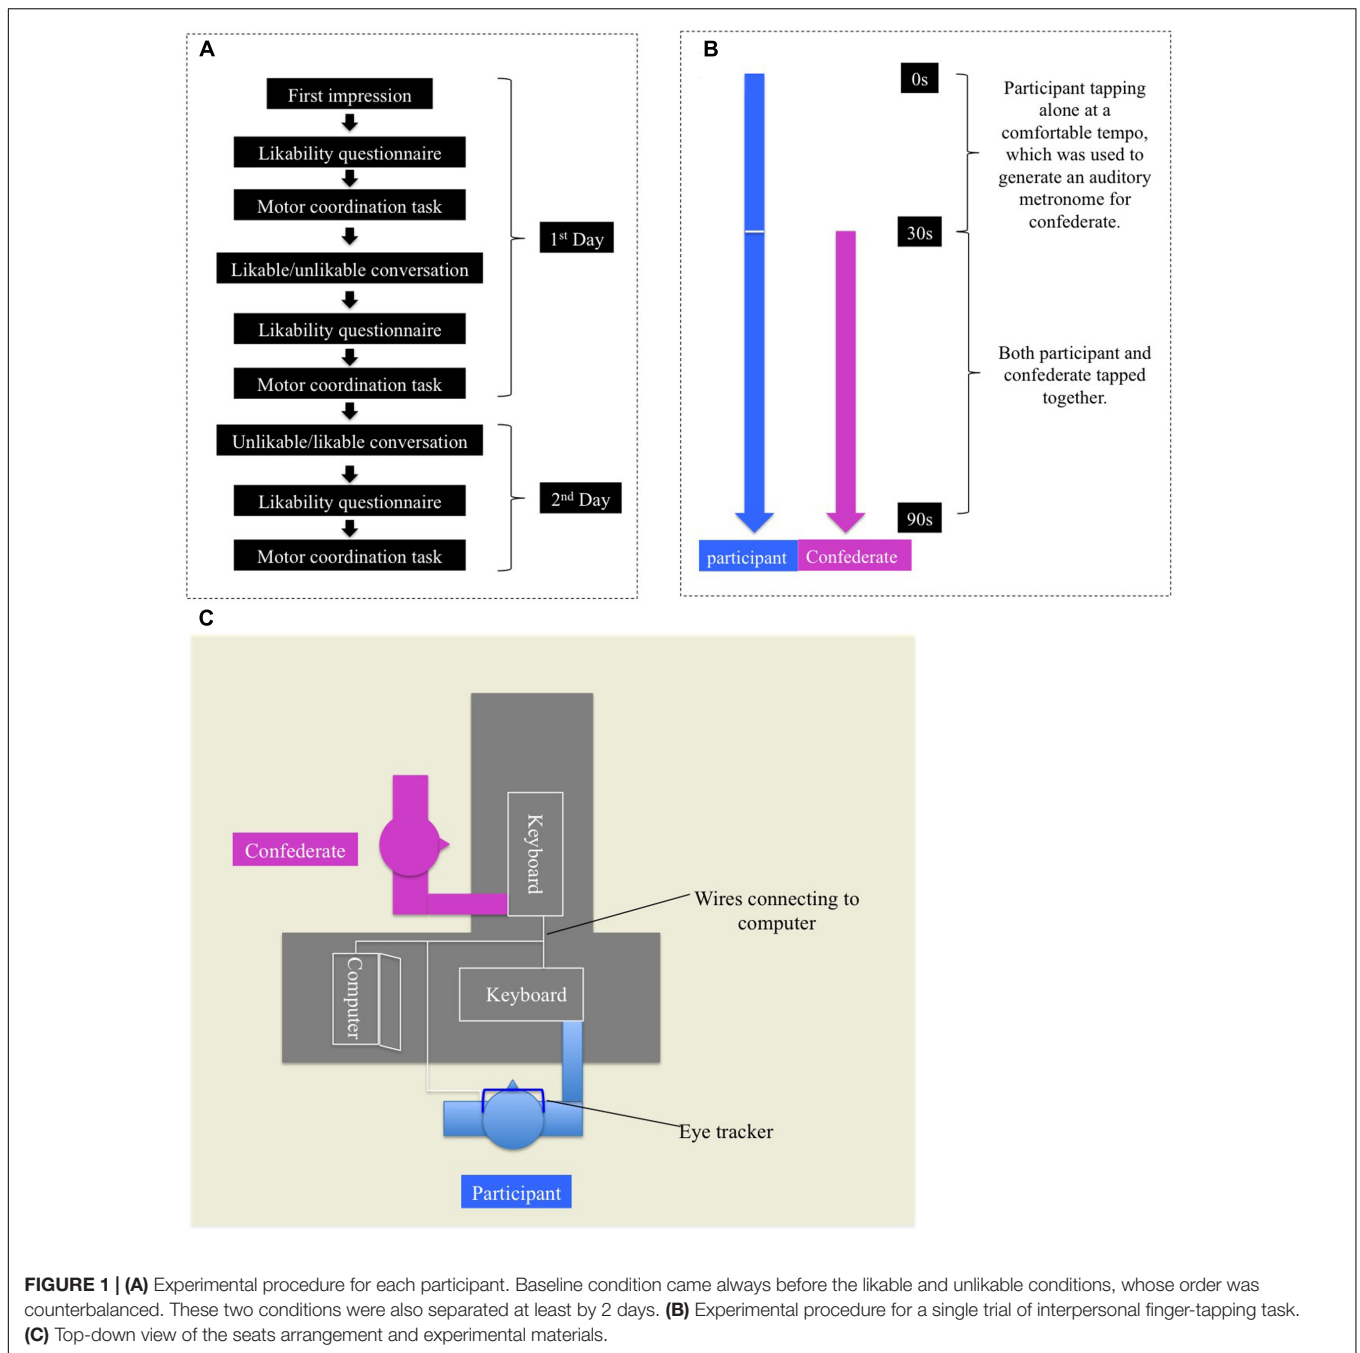 A
First impression
Likability questionnaire
Motor coordination task
Likable/unlikable conversation
Likability questionnaire
Motor coordination task
1st Day
Unlikable/likable conversation
Likability questionnaire
Motor coordination task
2nd Day
B
0s
30s
90s
Participant tapping
alone at a
comfortable tempo,
which was used to
generate an auditory
metronome for
confederate.
Both participant and
confederate tapped
together.
participant
Confederate
C
Confederate
Keyboard
Wires connecting to
computer
Computer
Keyboard
Eye tracker
Participant
FIGURE 1 | (A) Experimental procedure for each participant. Baseline condition came always before the likable and unlikable conditions, whose order was
counterbalanced. These two conditions were also separated at least by 2 days. (B) Experimental procedure for a single trial of interpersonal finger-tapping task.
(C) Top-down view of the seats arrangement and experimental materials.